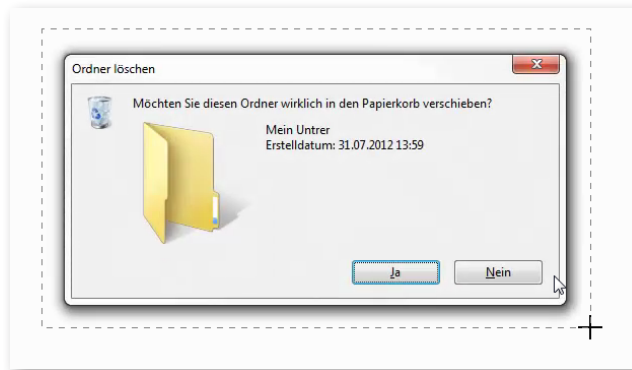 Ordner löschen
Möchten Sie diesen Ordner wirklich in den Papierkorb verschieben?
Mein Untrer
Erstelldatum: 31.07.2012 13:59
Ja
Nein